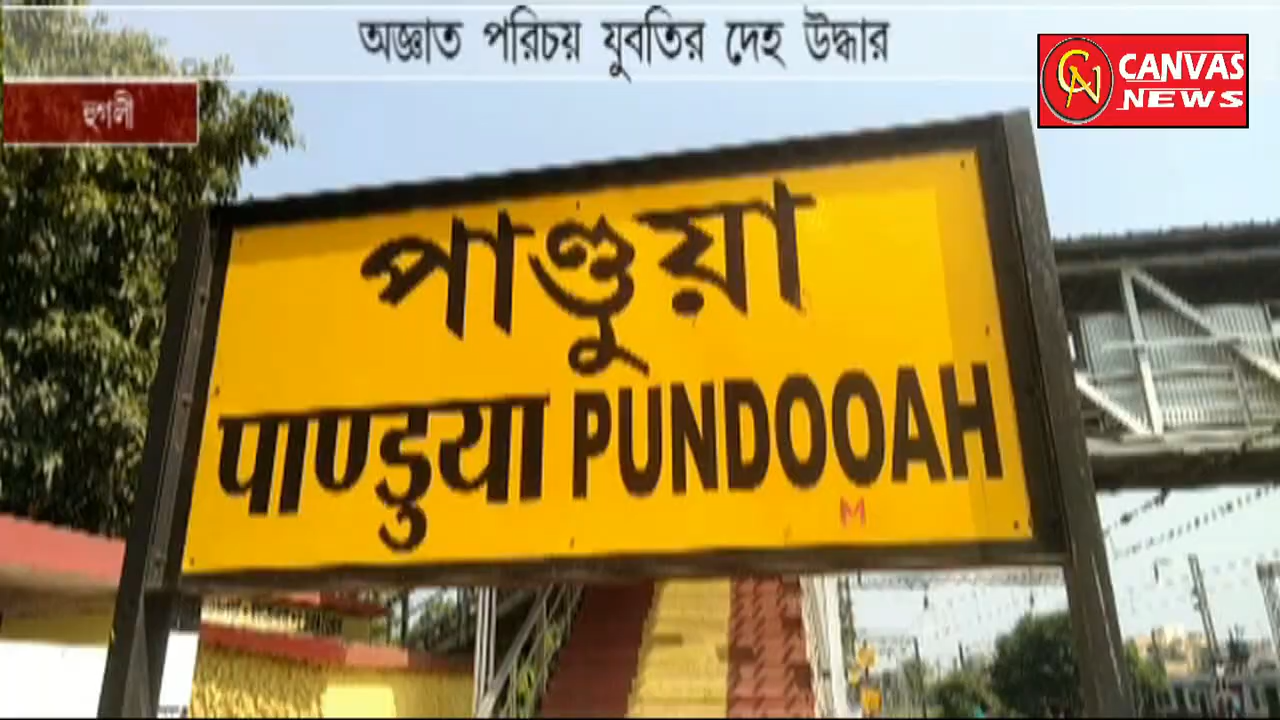 অজ্ঞাত পরিচয় যুবতির দেহ উদ্ধার
হুগলী
CANVAS
NEWS
পাণ্ডুয়া
पाण्डुया PUNDOOAH
M